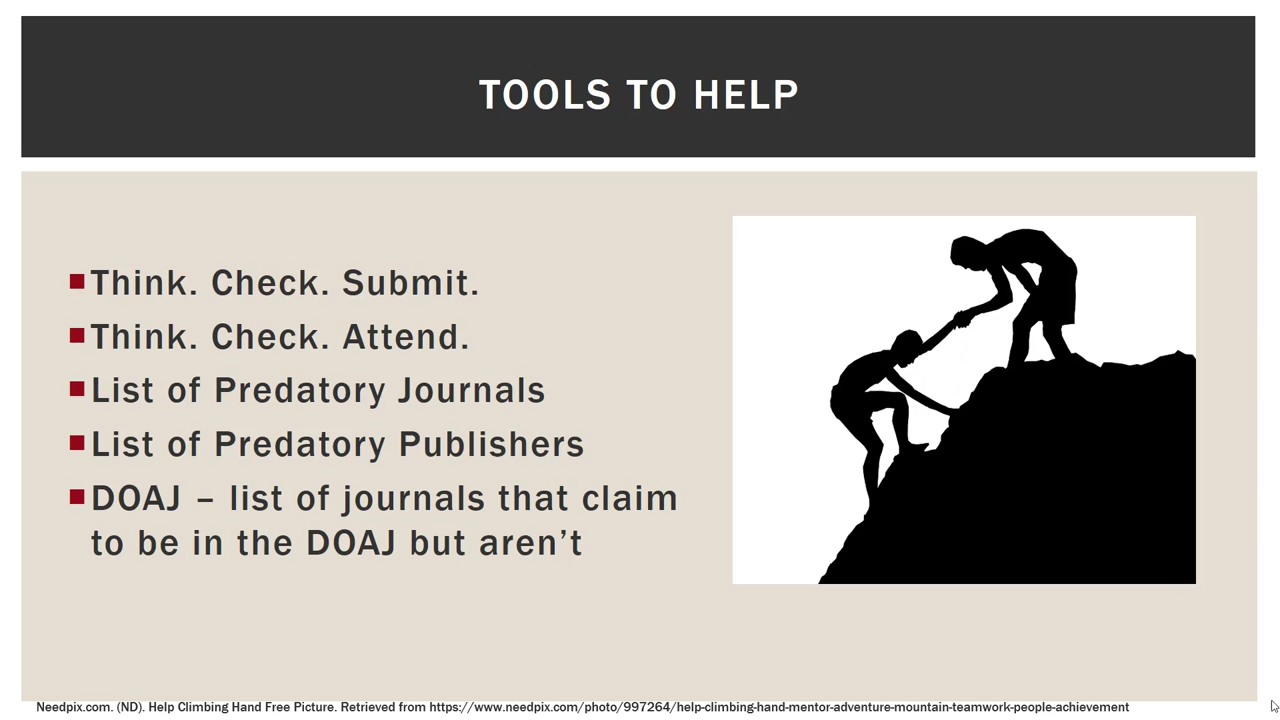 TOOLS TO HELP
Think. Check. Submit.
Think. Check. Attend.
List of Predatory Journals
List of Predatory Publishers
DOAJ – list of journals that claim
to be in the DOAJ but aren’t
Needpix.com. (ND). Help Climbing Hand Free Picture. Retrieved from https://www.needpix.com/photo/997264/help-climbing-hand-mentor-adventure-mountain-teamwork-people-achievement